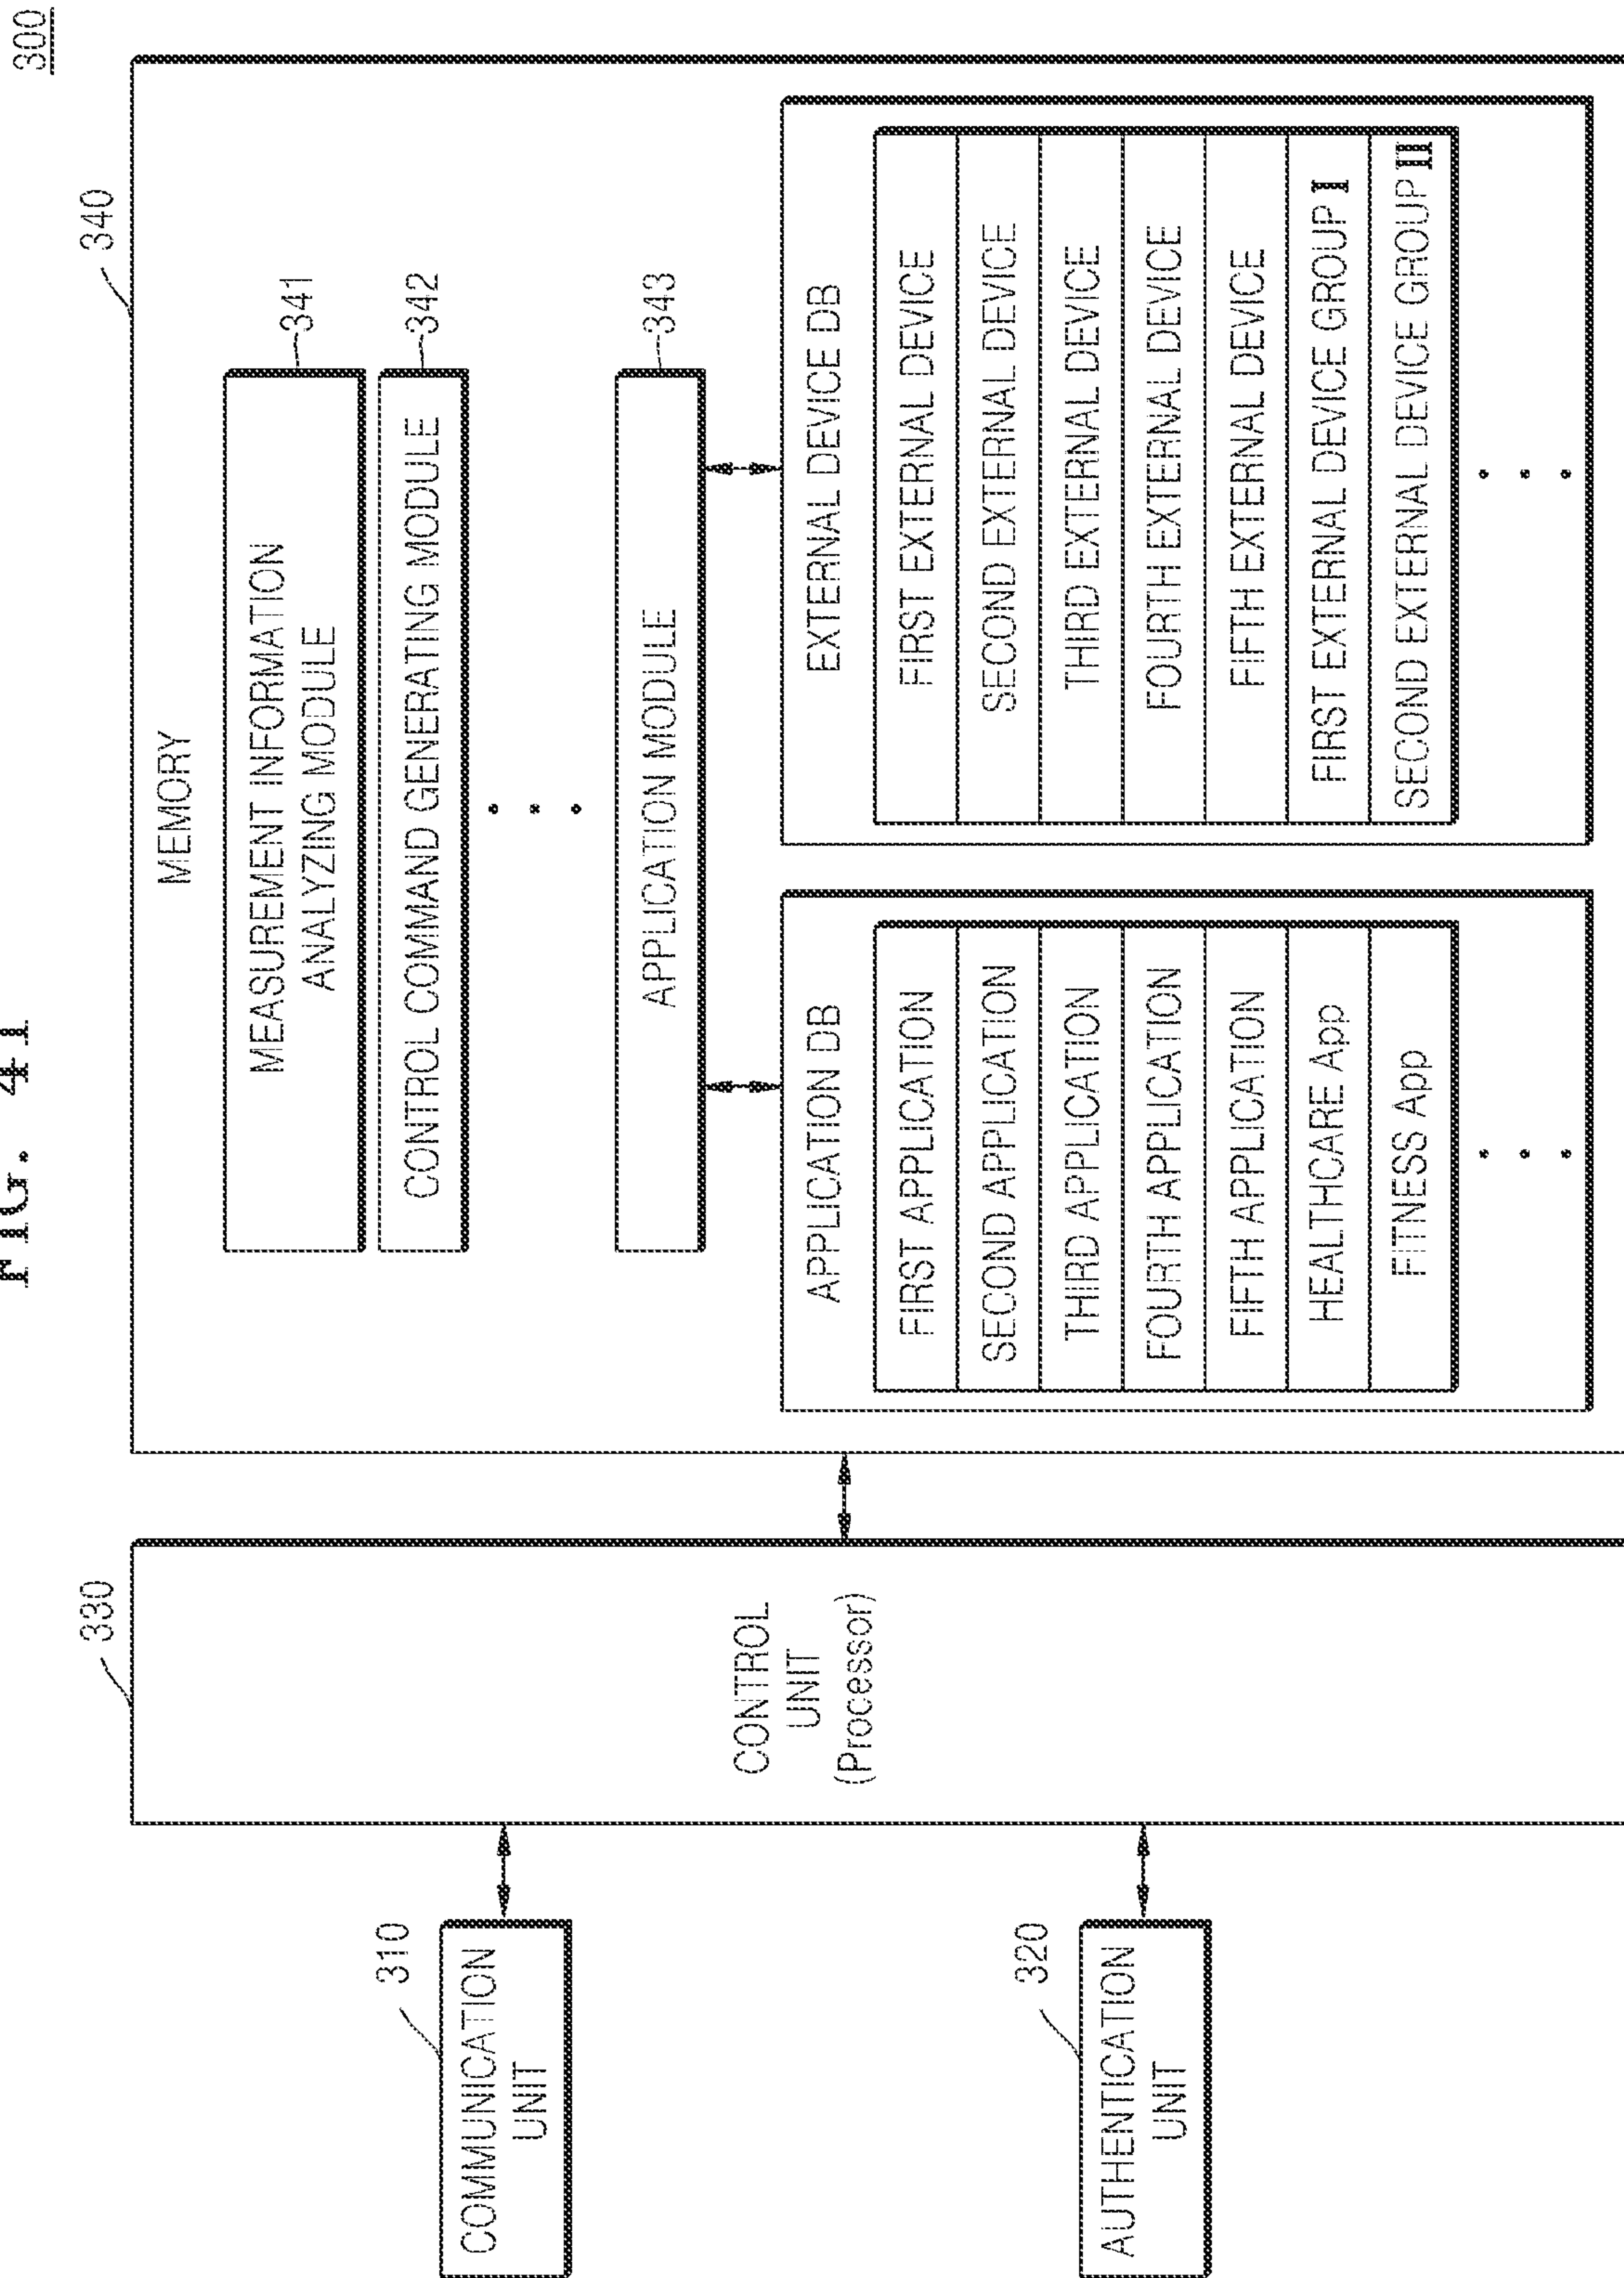 FIG. 41
300
310
COMMUNICATION
UNIT
320
AUTHENTICATION
UNIT
330
CONTROL
UNIT
(Processor)
340
MEMORY
MEASUREMENT INFORMATION
ANALYZING MODULE
341
CONTROL COMMAND GENERATING MODULE
342
APPLICATION MODULE
343
APPLICATION DB
FIRST APPLICATION
SECOND APPLICATION
THIRD APPLICATION
FOURTH APPLICATION
FIFTH APPLICATION
HEALTHCARE App
FITNESS App
EXTERNAL DEVICE DB
FIRST EXTERNAL DEVICE
SECOND EXTERNAL DEVICE
THIRD EXTERNAL DEVICE
FOURTH EXTERNAL DEVICE
FIFTH EXTERNAL DEVICE
FIRST EXTERNAL DEVICE GROUP I
SECOND EXTERNAL DEVICE GROUP II